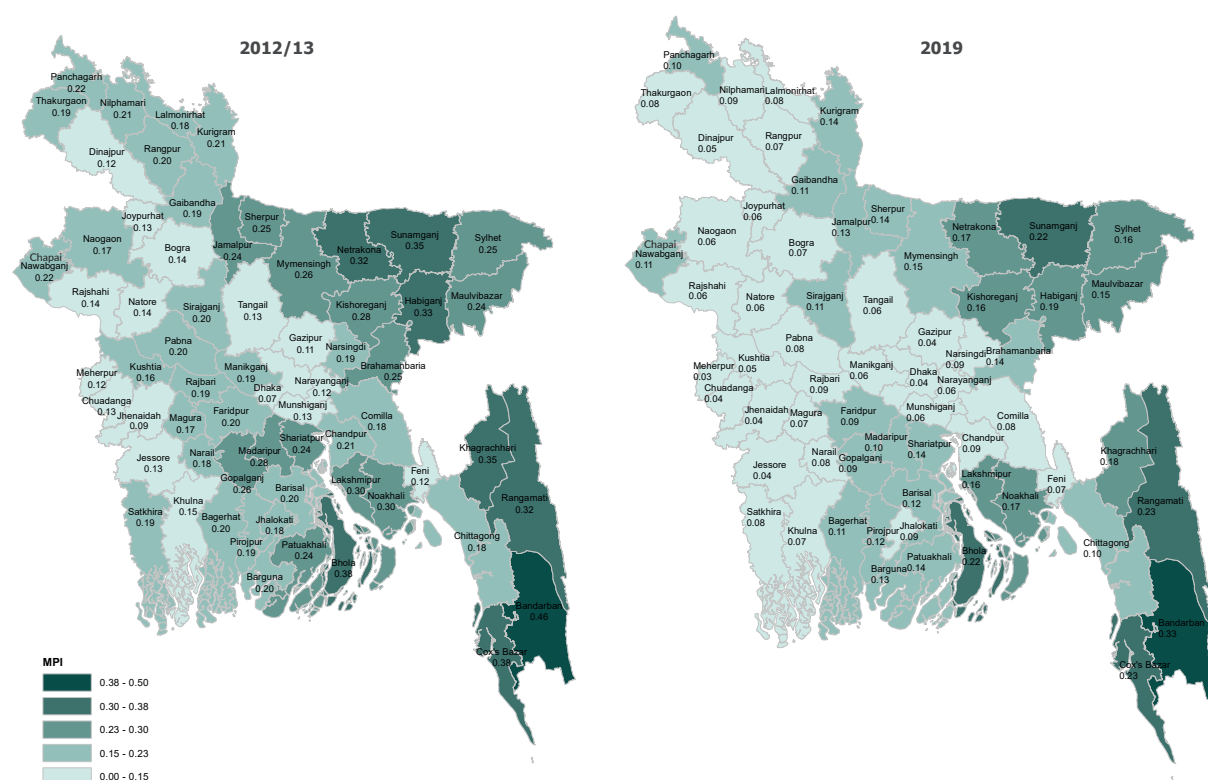 2012/13
Panchagarh
0.22
Thakurgaon
0.19
Nilphamari
0.21
Lalmonirhat
0.18
Kurigram
0.21
Dinajpur
0.12
Rangpur
0.20
Gaibandha
0.19
Joypurhat
0.13
Naogaon
0.17
Chapai
Nawabganj
0.22
Bogra
0.14
Jamalpur
0.24
Sherpur
0.25
Mymensingh
0.26
Netrakona
0.32
Sunamganj
0.35
Sylhet
0.25
Rajshahi
0.14
Natore
0.14
Sirajganj
0.20
Tangail
0.13
Kishoreganj
0.28
Habiganj
0.33
Maulvibazar
0.24
Pabna
0.20
Gazipur
0.11
Narsingdi
0.19
Brahamanbaria
0.25
Meherpur
0.12
Kushtia
0.16
Manikganj
0.19
Rajbari
0.19
Dhaka
0.07
Narayanganj
0.12
Chuadanga
0.13
Jhenaidah
0.09
Magura
0.17
Faridpur
0.20
Munshiganj
0.13
Comilla
0.18
Shariatpur
0.24
Chandpur
0.21
Jessore
0.13
Narail
0.18
Madaripur
0.28
Gopalganj
0.26
Khagrachhari
0.35
Lakshmipur
0.30
Feni
0.12
Noakhali
0.30
Rangamati
0.32
Satkhira
0.19
Khulna
0.15
Bagerhat
0.20
Barisal
0.20
Jhalokati
0.18
Pirojpur
0.19
Patuakhali
0.24
Bhola
0.38
Barguna
0.20
Chittagong
0.18
Bandarban
0.46
Cox's Bazar
0.38
MPI
0.38 - 0.50
0.30 - 0.38
0.23 - 0.30
0.15 - 0.23
0.00 - 0.15
2019
Panchagarh
0.10
Thakurgaon
0.08
Nilphamari
0.09
Lalmonirhat
0.08
Kurigram
0.14
Dinajpur
0.05
Rangpur
0.07
Gaibandha
0.11
Joypurhat
0.06
Naogaon
0.06
Chapai
Nawabganj
0.11
Bogra
0.07
Jamalpur
0.13
Sherpur
0.14
Mymensingh
0.15
Netrakona
0.17
Sunamganj
0.22
Sylhet
0.16
Rajshahi
0.06
Natore
0.06
Sirajganj
0.11
Tangail
0.06
Kishoreganj
0.16
Habiganj
0.19
Maulvibazar
0.15
Pabna
0.08
Gazipur
0.04
Narsingdi
0.09
Brahamanbaria
0.14
Meherpur
0.03
Kushtia
0.05
Manikganj
0.06
Rajbari
0.09
Dhaka
0.04
Narayanganj
0.06
Chuadanga
0.04
Jhenaidah
0.04
Magura
0.07
Faridpur
0.09
Munshiganj
0.06
Comilla
0.08
Madaripur
0.10
Shariatpur
0.14
Chandpur
0.09
Jessore
0.04
Narail
0.08
Gopalganj
0.09
Khagrachhari
0.18
Lakshmipur
0.16
Feni
0.07
Noakhali
0.17
Rangamati
0.23
Satkhira
0.08
Khulna
0.07
Bagerhat
0.11
Barisal
0.12
Pirojpur
0.12
Jhalokati
0.09
Patuakhali
0.14
Barguna
0.13
Bhola
0.22
Chittagong
0.10
Bandarban
0.33
Cox's Bazar
0.23